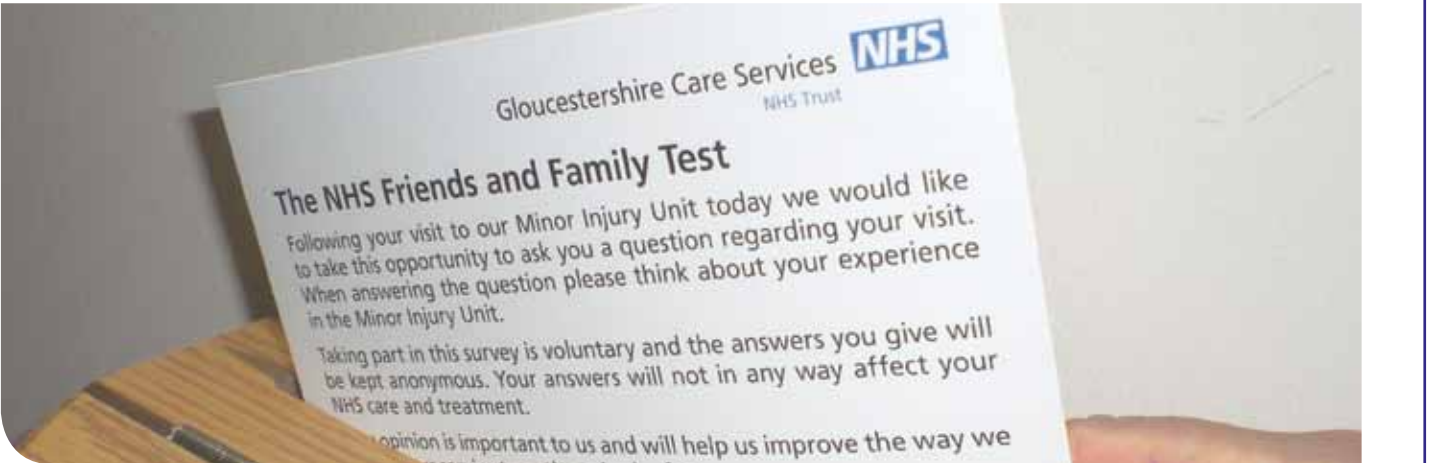 Gloucestershire Care Services NHS
NHS Trust
The NHS Friends and Family Test
Following your visit to our Minor Injury Unit today we would like
to take this opportunity to ask you a question regarding your visit.
When answering the question please think about your experience
in the Minor Injury Unit.
Taking part in this survey is voluntary and the answers you give will
be kept anonymous. Your answers will not in any way affect your
NHS care and treatment.
opinion is important to us and will help us improve the way we